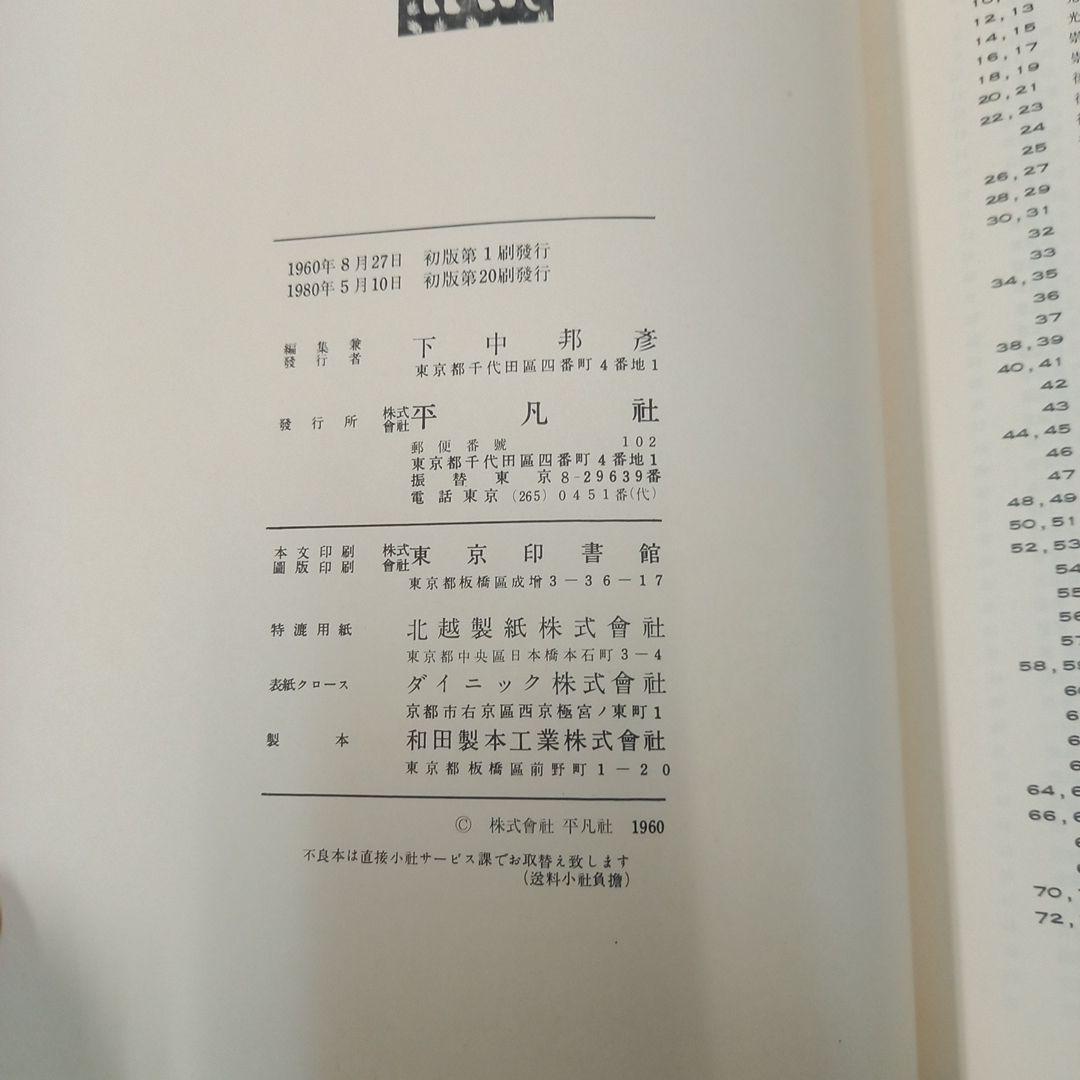 1960年8月27日 初版第1刷發行
1980年5月10日 初版第20刷發行
編集兼
發行者 下中邦彥
東京都千代田區四番町4番地1
發行所 株式會社 平凡社
郵便番號 102
東京都千代田區四番町4番地1
振替東京8-29639番
電話東京(265)0451番(代)
本文印刷
圖版印刷 株式會社 東京印書館
東京都板橋區成增3-36-17
特漉用紙 北越製紙株式會社
東京都中央區日本橋本石町3-4
表紙クロース ダイニック株式會社
京都市右京區西京極宮ノ東町1
製本 和田製本工業株式會社
東京都板橋區前野町1-20
© 株式會社 平凡社 1960
不良本は直接小社サービス課でお取替え致します
(送料小社負擔)
12,13
14,15
16,17
18,19
20,21
22,23
24
25
26,27
28,29
30,31
32
33
34,35
36
37
38,39
40,41
42
43
44,45
46
47
48,49
50,51
52,53
54
55
56
57
58,59
64,
66,
70,
72,